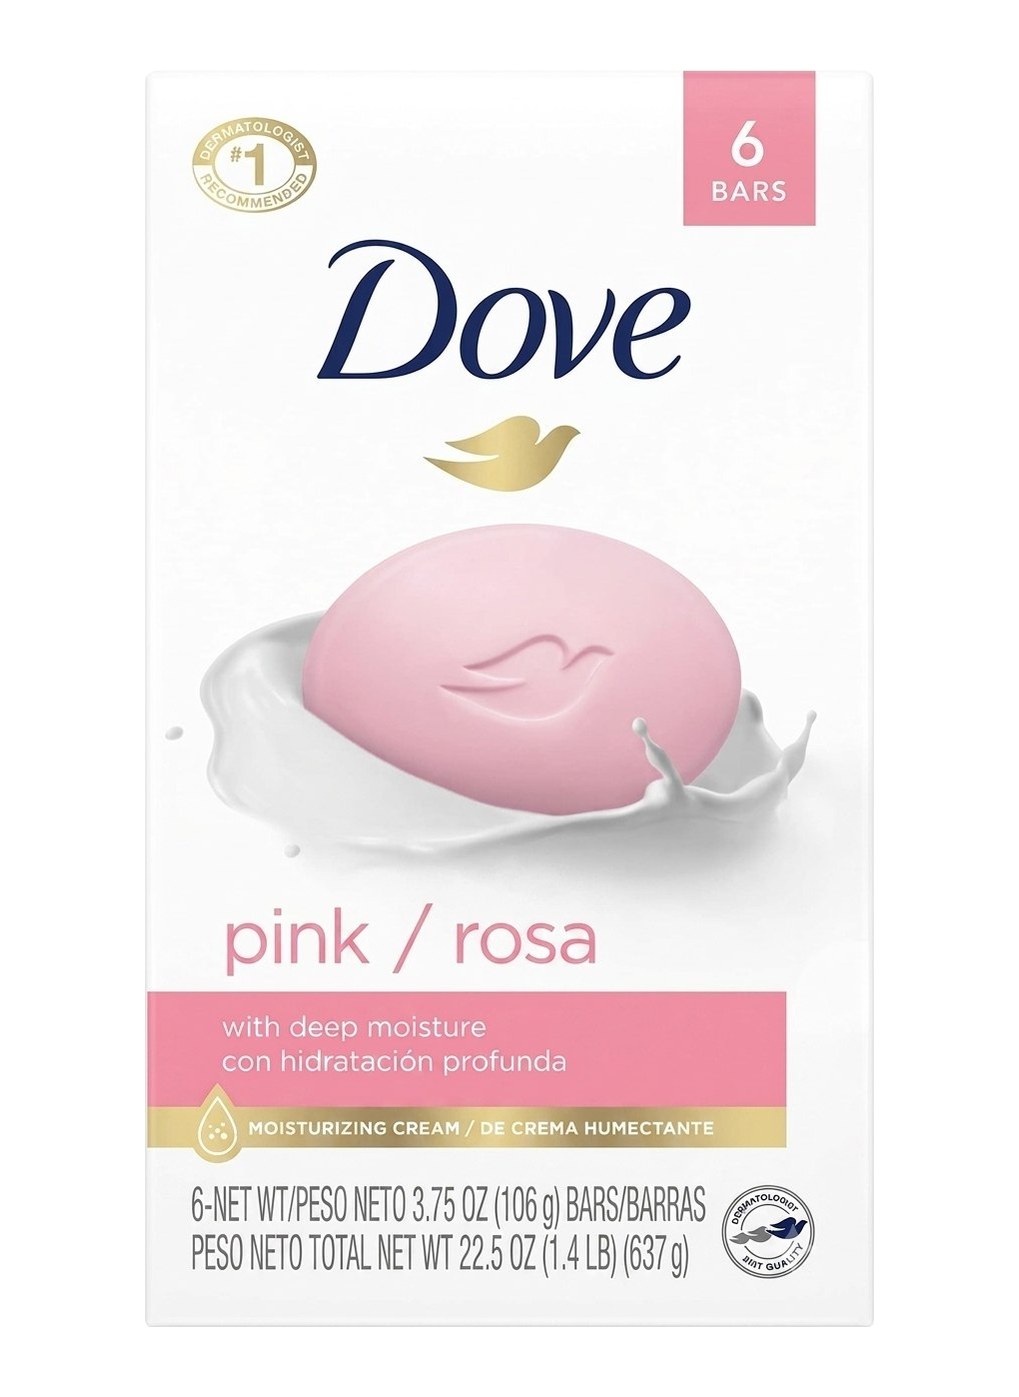 DERMATOLOGIST
#1
RECOMMENDED
6
BARS
Dove
pink / rosa
with deep moisture
con hidratación profunda
MOISTURIZING CREAM / DE CREMA HUMECTANTE
6-NET WT/PESO NETO 3.75 OZ (106 g) BARS/BARRAS
PESO NETO TOTAL NET WT 22.5 OZ (1.4 LB) (637 g)
DERMATOLOGIST
QUALITY